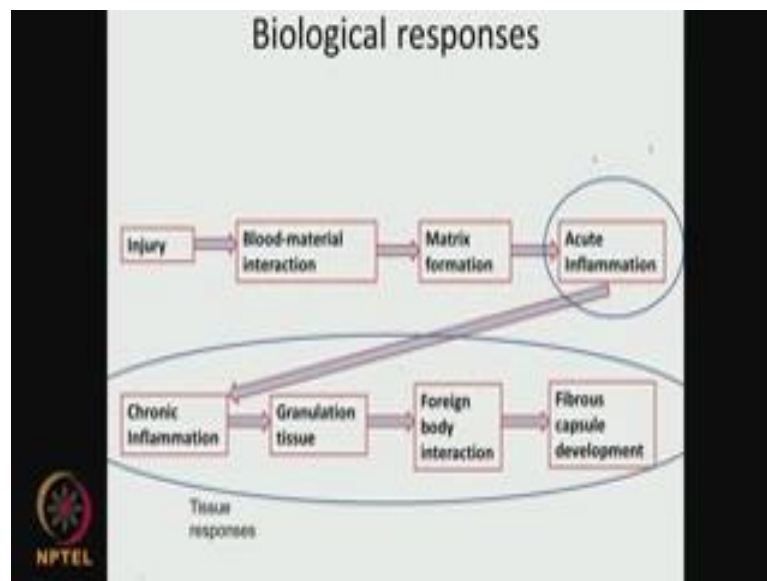 Biological responses
Injury
Blood-material
interaction
Matrix
formation
Acute
Inflammation
Chronic
Inflammation
Granulation
tissue
Foreign
body
interaction
Fibrous
capsule
development
Tissue
responses
NPTEL